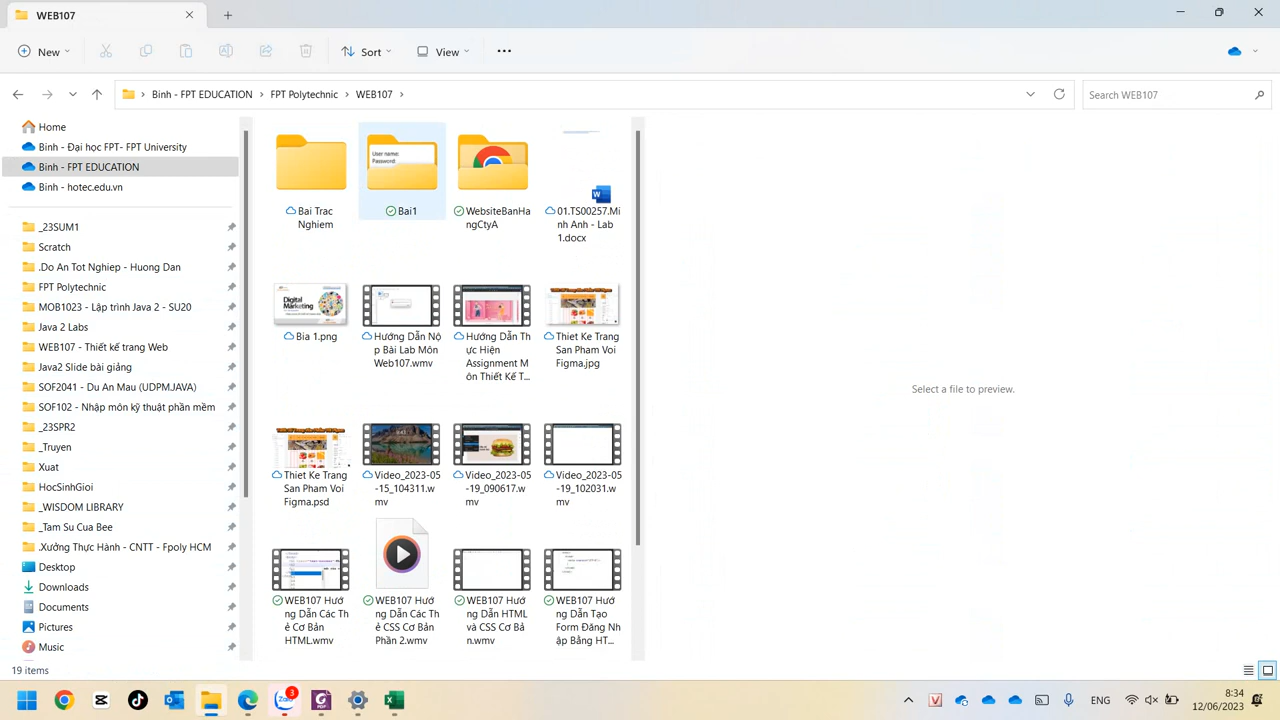 WEB107
New
Sort
View
Binh - FPT EDUCATION
FPT Polytechnic
WEB107
Search WEB107
Home
Binh - Đại học FPT- FPT University
Binh - FPT EDUCATION
Binh - hotec.edu.vn
_23SUM1
Scratch
.Do An Tot Nghiep - Huong Dan
FPT Polytechnic
MOB1023 - Lập trình Java 2 - SU20
Java 2 Labs
WEB107 - Thiết kế trang Web
Java2 Slide bài giảng
SOF2041 - Du An Mau (UDPM.JAVA)
SOF102 - Nhập môn kỹ thuật phần mềm
_23SPR2
_Truyen
Xuat
HocSinhGioi
_WISDOM LIBRARY
_Tam Su Cua Bee
.Xưởng Thực Hành - CNTT - Fpoly HCM
Desktop
Downloads
Documents
Pictures
Music
User name:
Password:
Bai Trac
Nghiem
Bai1
WebsiteBanHa
ngCtyA
01.TS00257.Mi
nh Anh - Lab
1.docx
Digital
Marketing
Bia 1.png
Hướng Dẫn Nộ
p Bài Lab Môn
Web107.wmv
Hướng Dẫn Th
ực Hiện
Assignment M
ôn Thiết Kế T...
Thiet Ke Trang
San Pham Voi
Figma.jpg
Thiet Ke Trang
San Pham Voi
Figma.psd
Video_2023-05
-15_104311.w
mv
Video_2023-05
-19_090617.w
mv
Video_2023-05
-19_102031.w
mv
WEB107 Hướ
ng Dẫn Các Th
ẻ Cơ Bản
HTML.wmv
WEB107 Hướ
ng Dẫn Các Th
ẻ CSS Cơ Bản
Phần 2.wmv
WEB107 Hướ
ng Dẫn HTML
và CSS Cơ Bả
n.wmv
WEB107 Hướ
ng Dẫn Tạo
Form Đăng Nh
ập Bằng HT...
Select a file to preview.
19 items
Zalo
3
PDF
ENG
8:34
12/06/2023